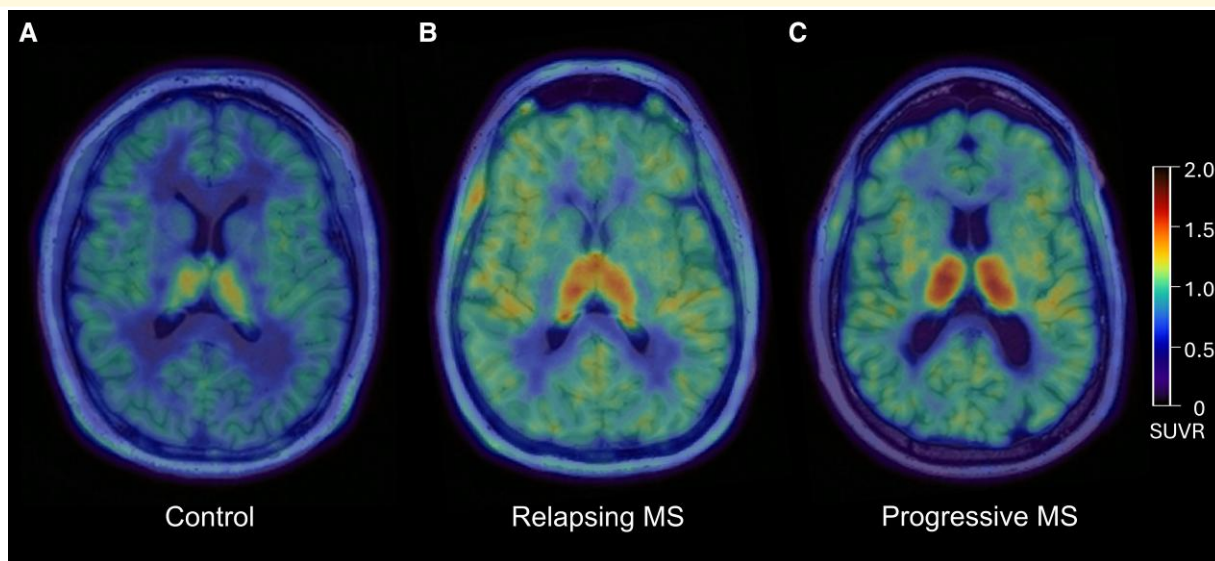 A
B
C
2.0
1.5
1.0
0.5
0
SUVR
Control
Relapsing MS
Progressive MS